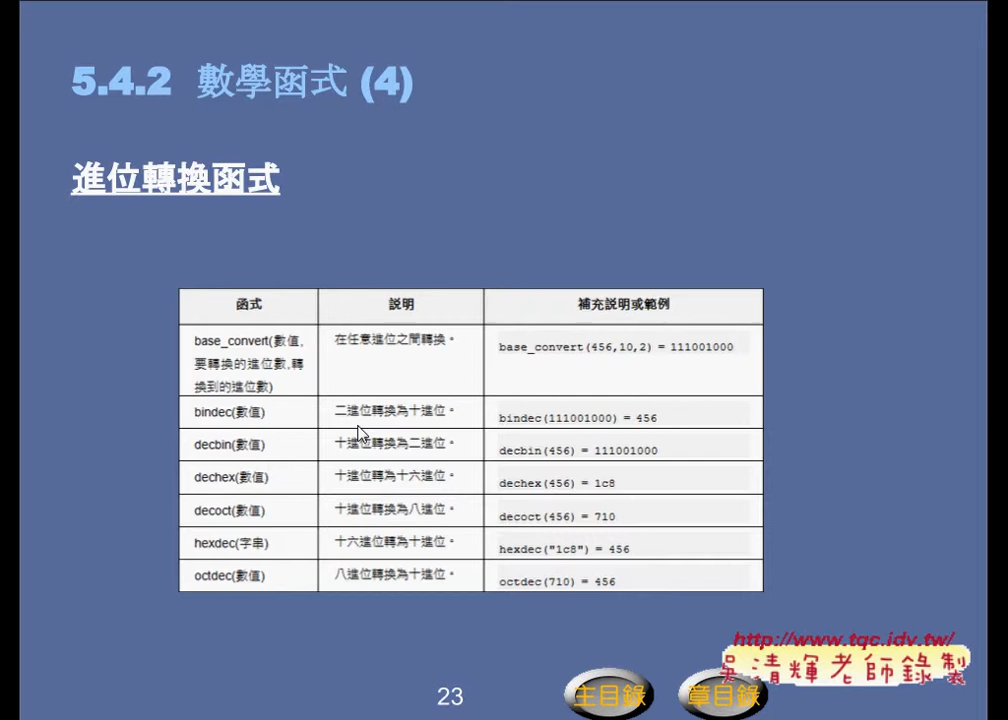 5.4.2 數學函式 (4)
進位轉換函式
函式 說明 補充說明或範例
base_convert(數值,
要轉換的進位數,轉
換到的進位數) 在任意進位之間轉換。 base_convert(456,10,2) = 111001000
bindec(數值) 二進位轉換為十進位。 bindec(111001000) = 456
decbin(數值) 十進位轉換為二進位。 decbin(456) = 111001000
dechex(數值) 十進位轉為十六進位。 dechex(456) = 1c8
decoct(數值) 十進位轉換為八進位。 decoct(456) = 710
hexdec(字串) 十六進位轉為十進位。 hexdec("1c8") = 456
octdec(數值) 八進位轉換為十進位。 octdec(710) = 456
http://www.tqc.idv.tw/
吳清輝老師錄製
23 主目錄 章目錄